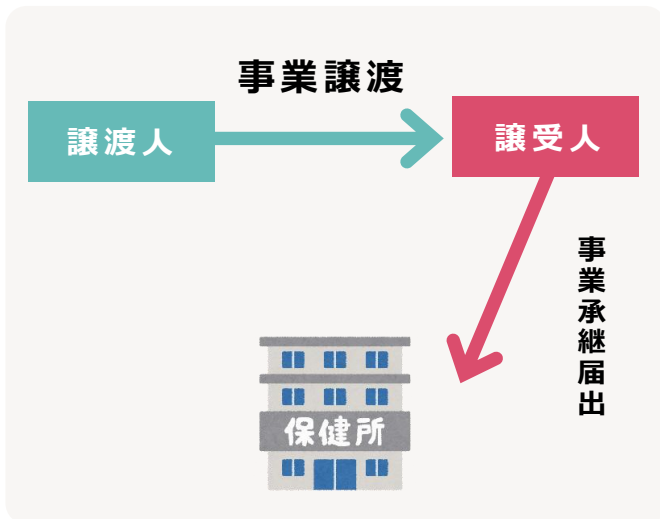 事業譲渡
譲渡人
譲受人
事業承継届出
保健所